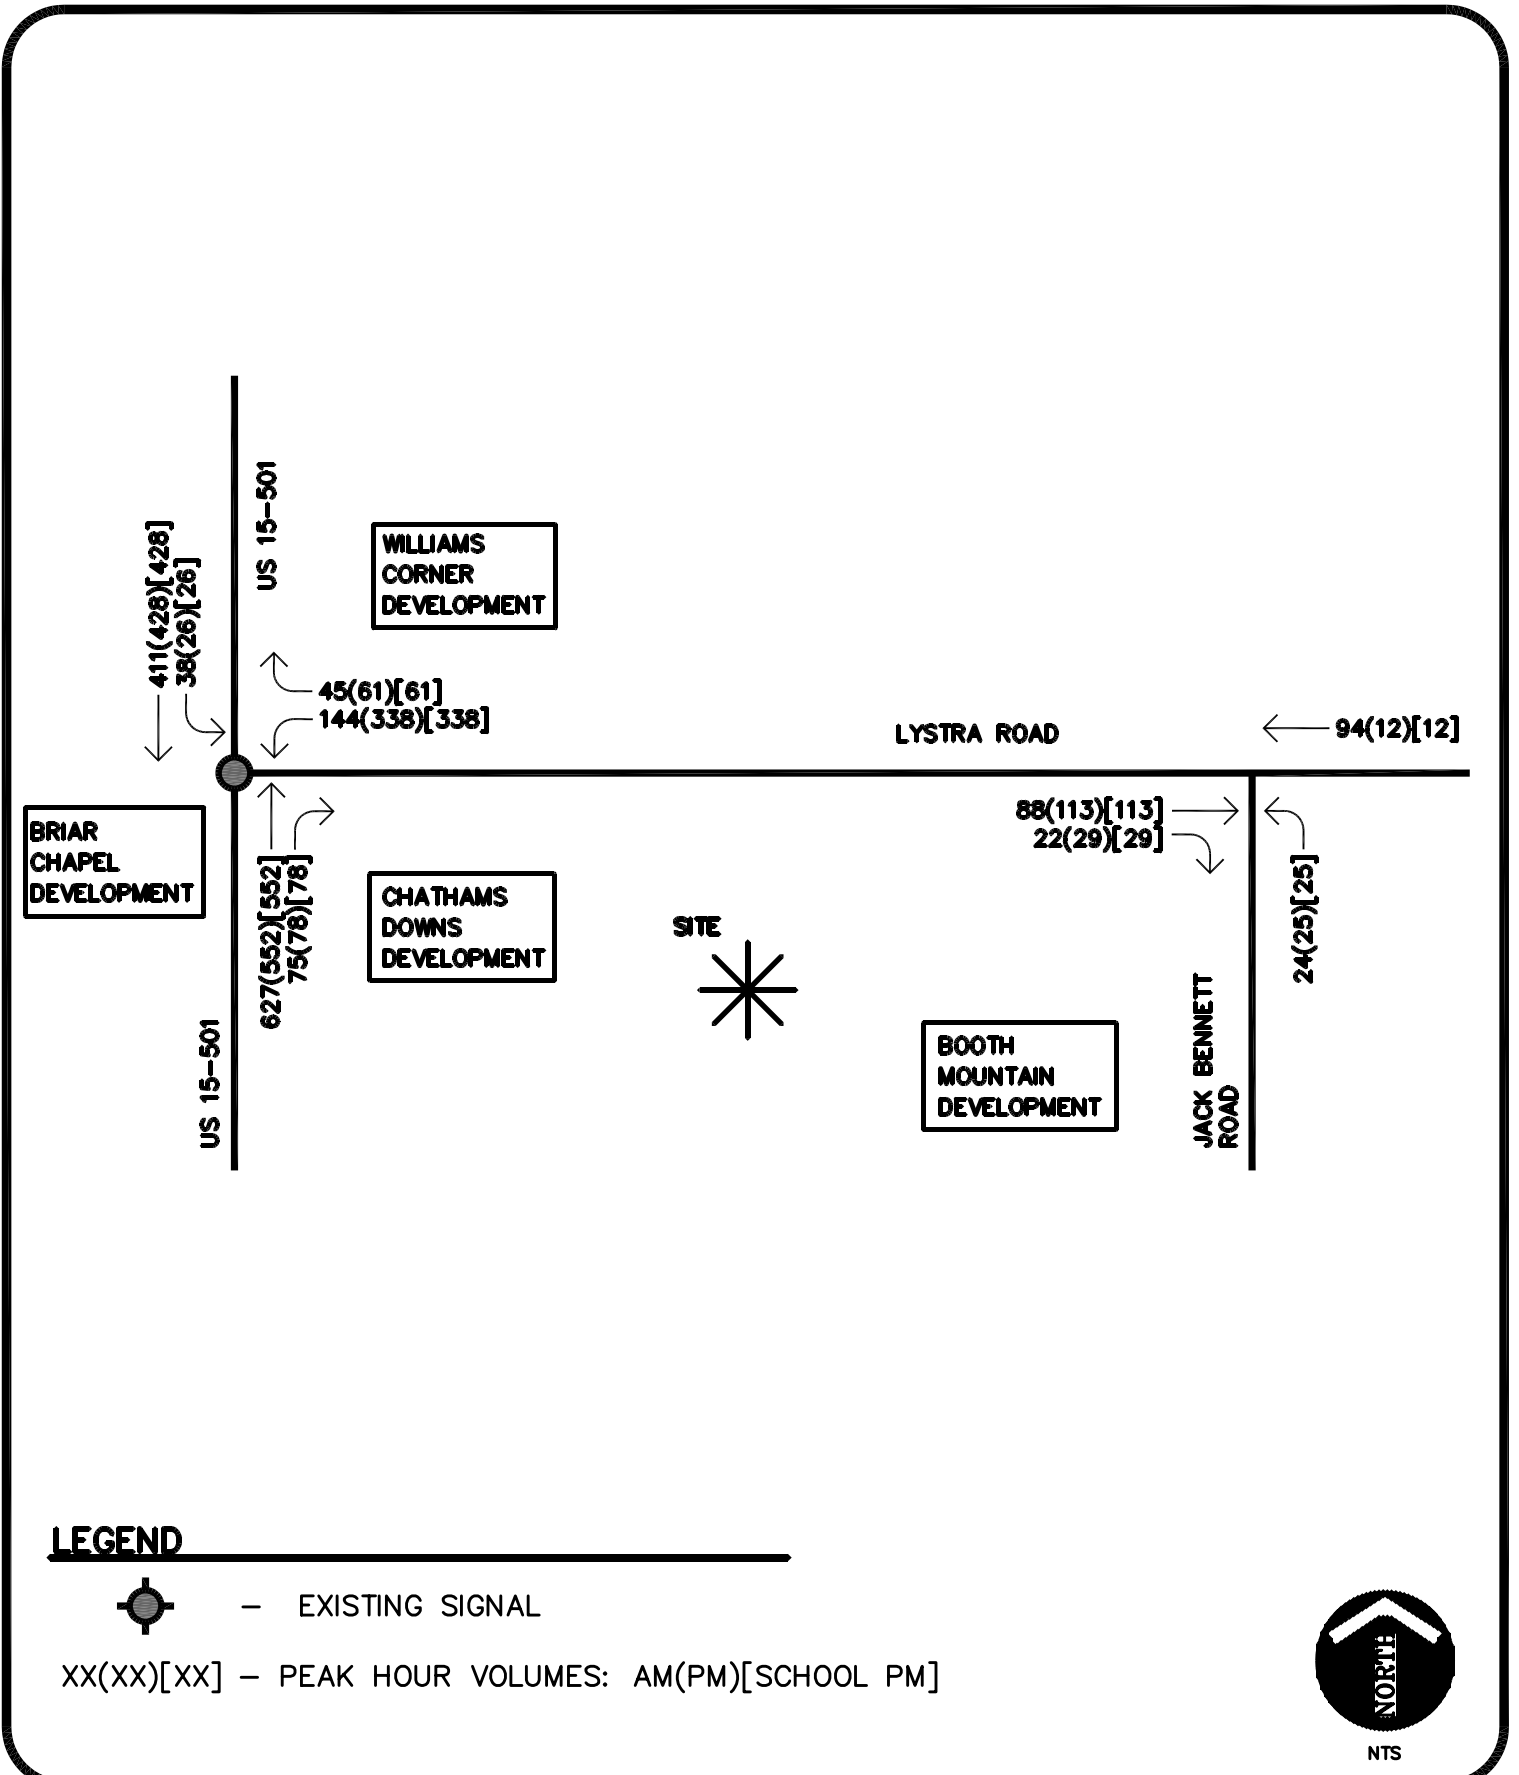 US 15-501
411(428)[428]
38(26)[26]
WILLIAMS
CORNER
DEVELOPMENT
45(61)[61]
144(338)[338]
LYSTRA ROAD
94(12)[12]
BRIAR
CHAPEL
DEVELOPMENT
627(552)[552]
75(78)[78]
CHATHAMS
DOWNS
DEVELOPMENT
SITE
88(113)[113]
22(29)[29]
24(25)[25]
US 15-501
BOOTH
MOUNTAIN
DEVELOPMENT
JACK BENNETT
ROAD
LEGEND
- EXISTING SIGNAL
XX(XX)[XX] - PEAK HOUR VOLUMES: AM(PM)[SCHOOL PM]
NORTH
NTS